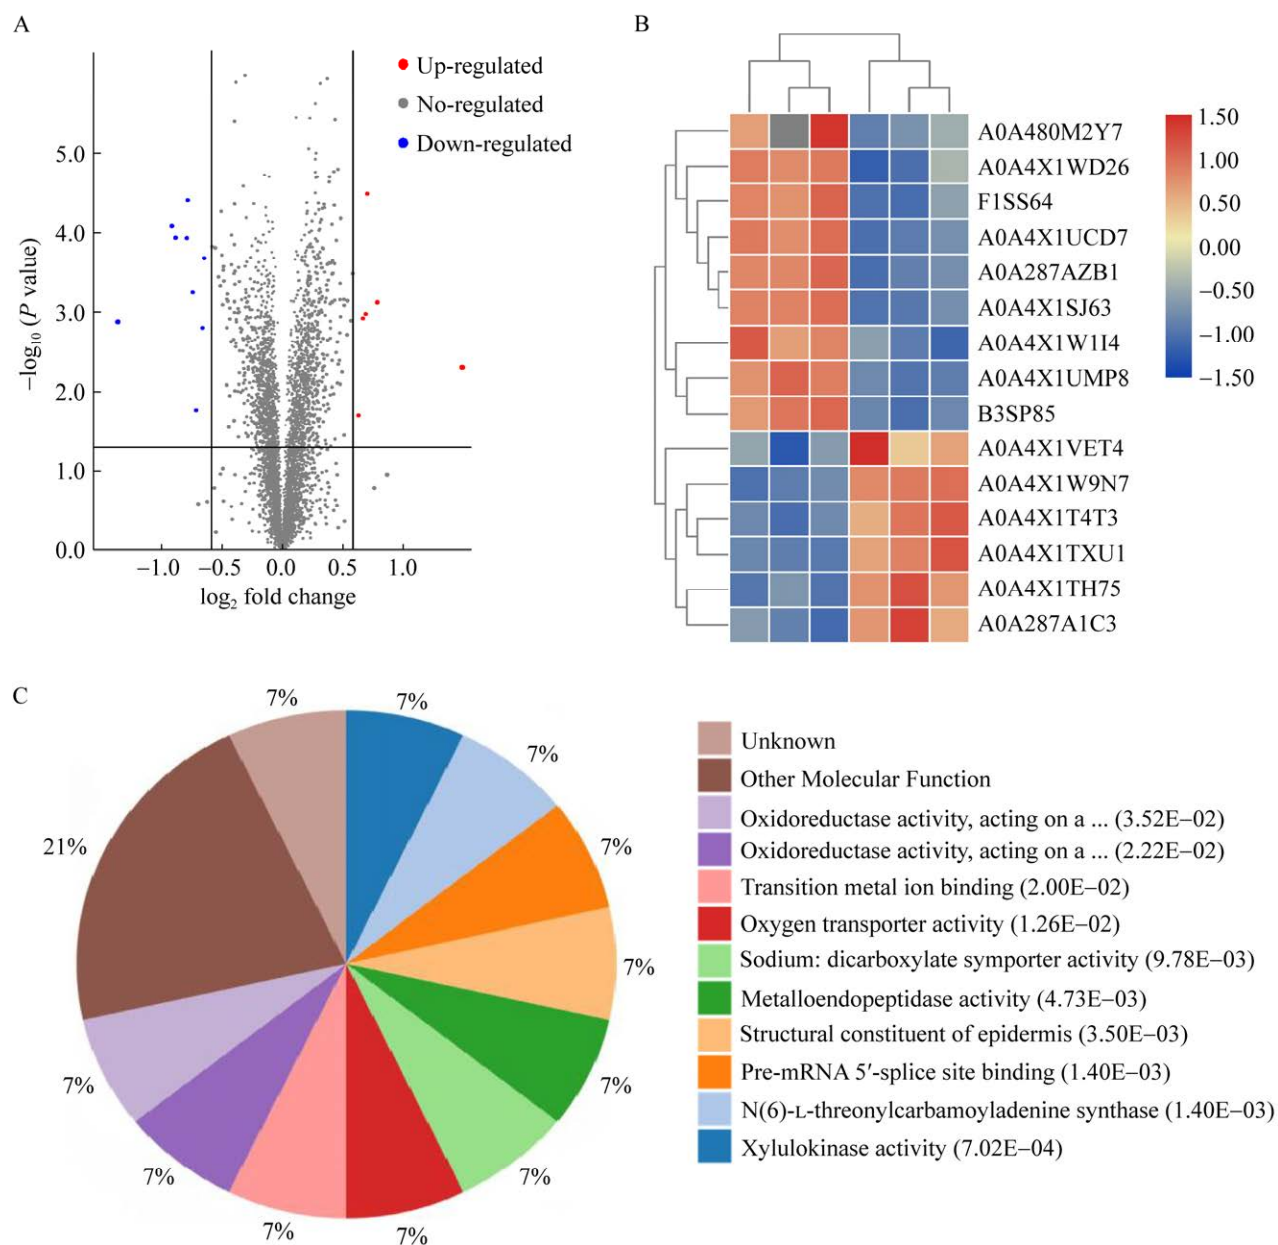 A
Up-regulated
No-regulated
Down-regulated
5.0
4.0
3.0
2.0
1.0
0.0
−log₁₀ (P value)
−1.0
−0.5
0.0
0.5
1.0
log₂ fold change
B
A0A480M2Y7
A0A4X1WD26
F1SS64
A0A4X1UCD7
A0A287AZB1
A0A4X1SJ63
A0A4X1W1I4
A0A4X1UMP8
B3SP85
A0A4X1VET4
A0A4X1W9N7
A0A4X1T4T3
A0A4X1TXU1
A0A4X1TH75
A0A287A1C3
1.50
1.00
0.50
0.00
−0.50
−1.00
−1.50
C
7%
7%
7%
7%
7%
7%
7%
7%
7%
7%
7%
21%
Unknown
Other Molecular Function
Oxidoreductase activity, acting on a ... (3.52E−02)
Oxidoreductase activity, acting on a ... (2.22E−02)
Transition metal ion binding (2.00E−02)
Oxygen transporter activity (1.26E−02)
Sodium: dicarboxylate symporter activity (9.78E−03)
Metalloendopeptidase activity (4.73E−03)
Structural constituent of epidermis (3.50E−03)
Pre-mRNA 5′-splice site binding (1.40E−03)
N(6)-L-threonylcarbamoyladenine synthase (1.40E−03)
Xylulokinase activity (7.02E−04)